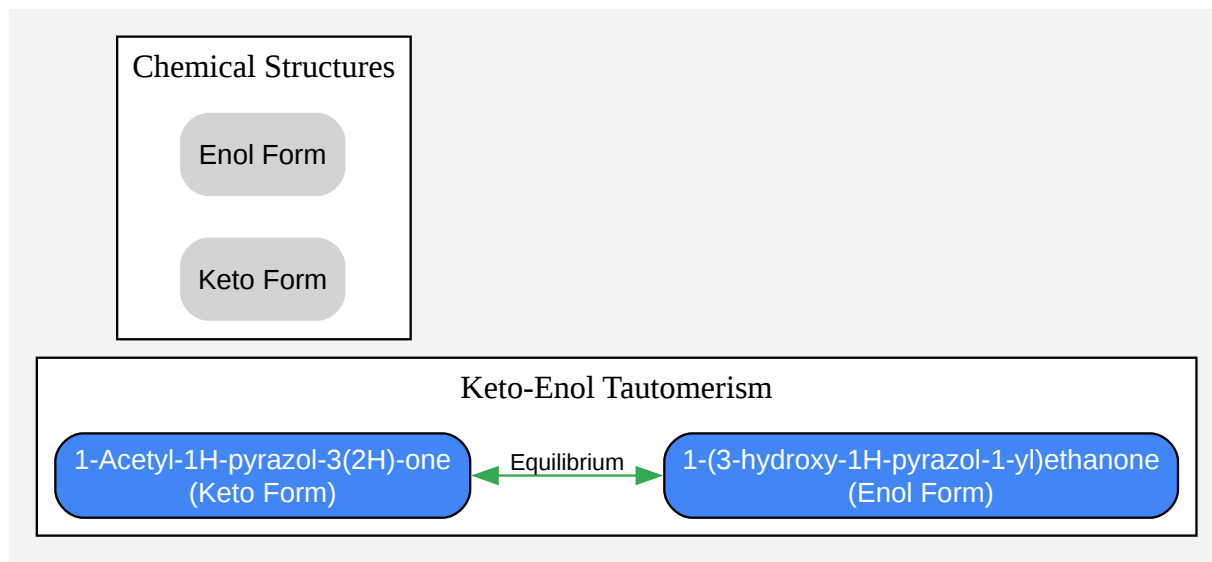 Chemical Structures
Enol Form
Keto Form
Keto-Enol Tautomerism
1-Acetyl-1H-pyrazol-3(2H)-one
(Keto Form)
Equilibrium
1-(3-hydroxy-1H-pyrazol-1-yl)ethanone
(Enol Form)